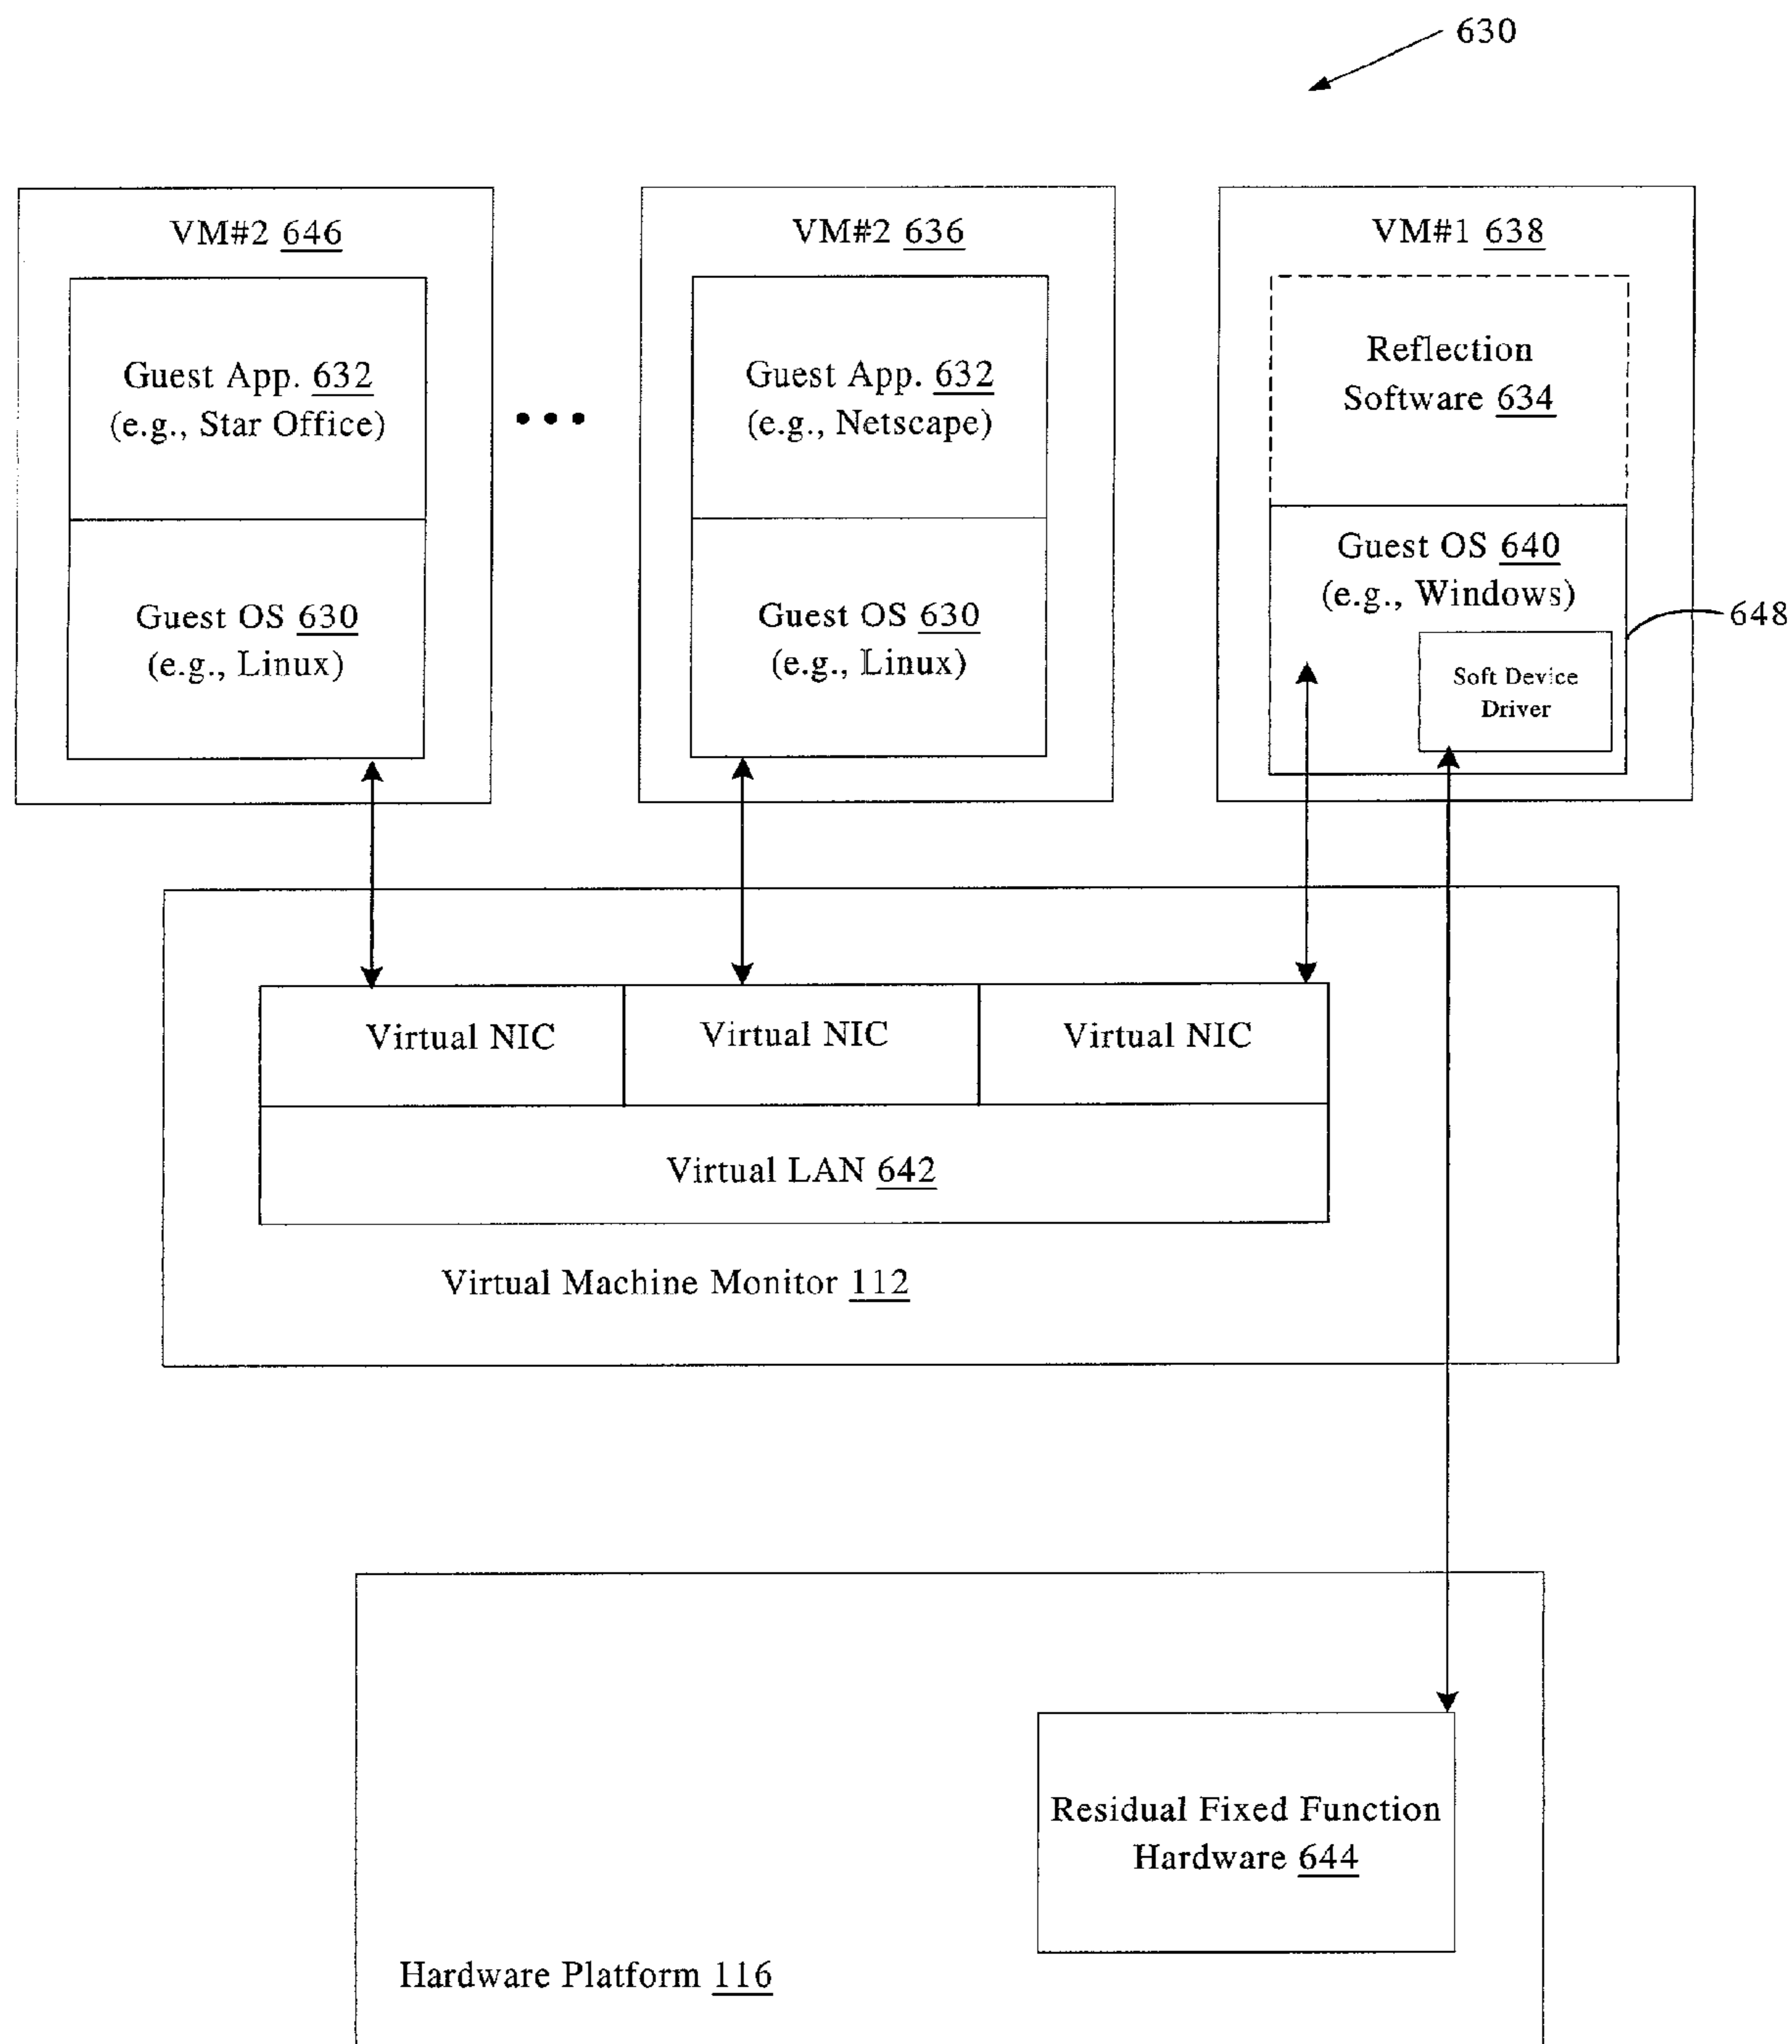 630
VM#2 646
Guest App. 632
(e.g., Star Office)
Guest OS 630
(e.g., Linux)
VM#2 636
Guest App. 632
(e.g., Netscape)
Guest OS 630
(e.g., Linux)
VM#1 638
Reflection
Software 634
Guest OS 640
(e.g., Windows)
Soft Device
Driver
648
Virtual NIC
Virtual NIC
Virtual NIC
Virtual LAN 642
Virtual Machine Monitor 112
Residual Fixed Function
Hardware 644
Hardware Platform 116